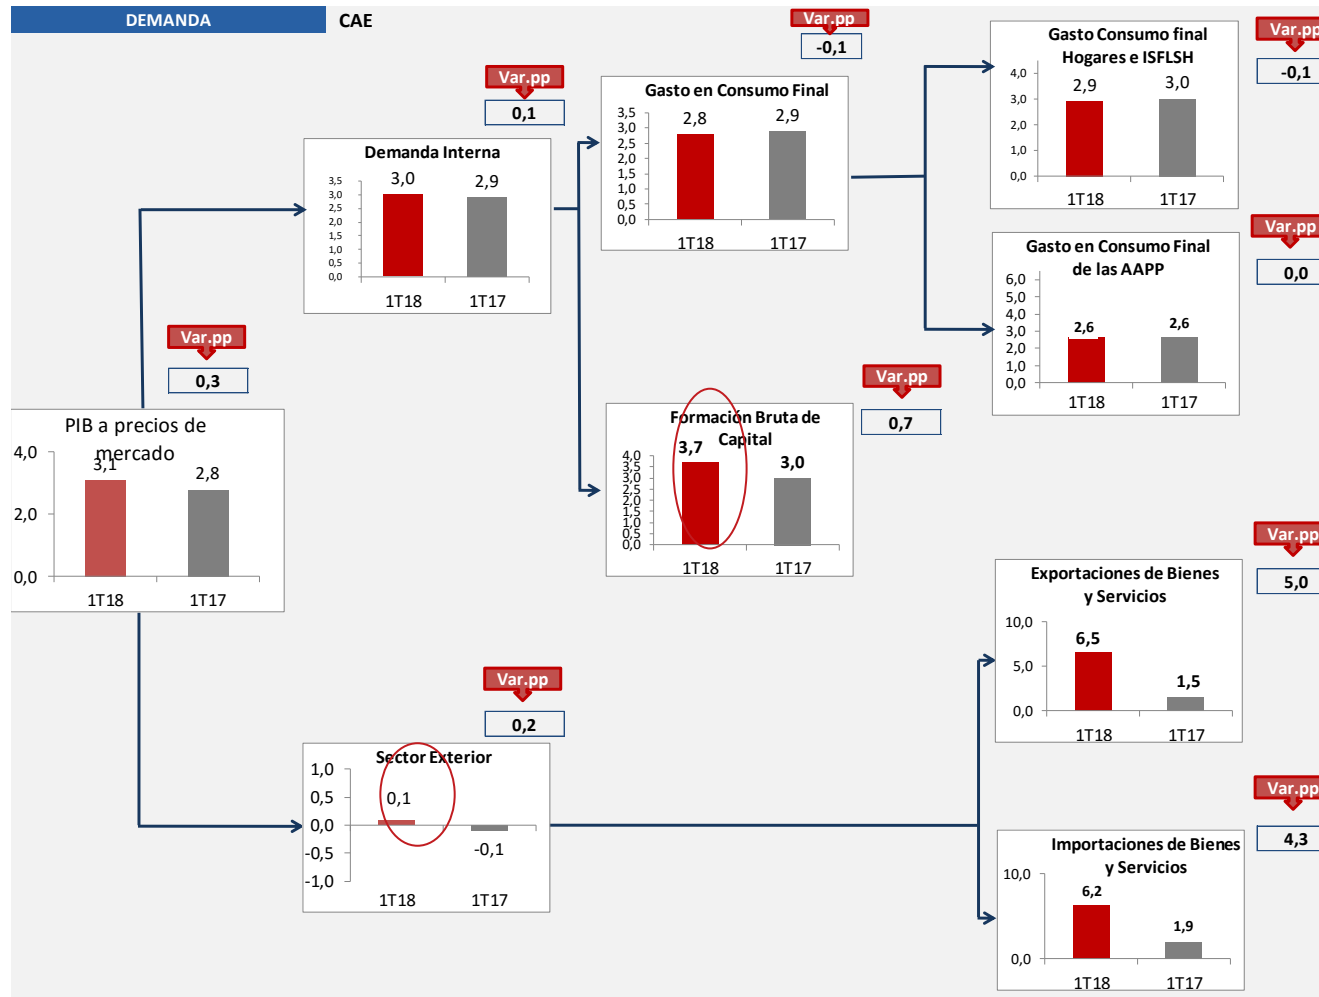 DEMANDA
CAE
Var.pp
-0,1
Gasto Consumo final
Hogares e ISFLSH
4,0
3,0
2,0
1,0
0,0
2,9
3,0
1T18
1T17
Var.pp
-0,1
Var.pp
0,1
Gasto en Consumo Final
3,5
3,0
2,5
2,0
1,5
1,0
0,5
0,0
2,8
2,9
1T18
1T17
Demanda Interna
3,5
3,0
2,5
2,0
1,5
1,0
0,5
0,0
3,0
2,9
1T18
1T17
Gasto en Consumo Final
de las AAPP
6,0
5,0
4,0
3,0
2,0
1,0
0,0
2,6
2,6
1T18
1T17
Var.pp
0,0
Var.pp
0,3
PIB a precios de
mercado
4,0
2,0
0,0
3,1
2,8
1T18
1T17
Formación Bruta de
Capital
4,0
3,5
3,0
2,5
2,0
1,5
1,0
0,5
0,0
3,7
3,0
1T18
1T17
Var.pp
0,7
Exportaciones de Bienes
y Servicios
10,0
5,0
0,0
6,5
1,5
1T18
1T17
Var.pp
5,0
Var.pp
0,2
Sector Exterior
1,0
0,5
0,0
-0,5
-1,0
0,1
-0,1
1T18
1T17
Importaciones de Bienes
y Servicios
10,0
0,0
6,2
1,9
1T18
1T17
Var.pp
4,3